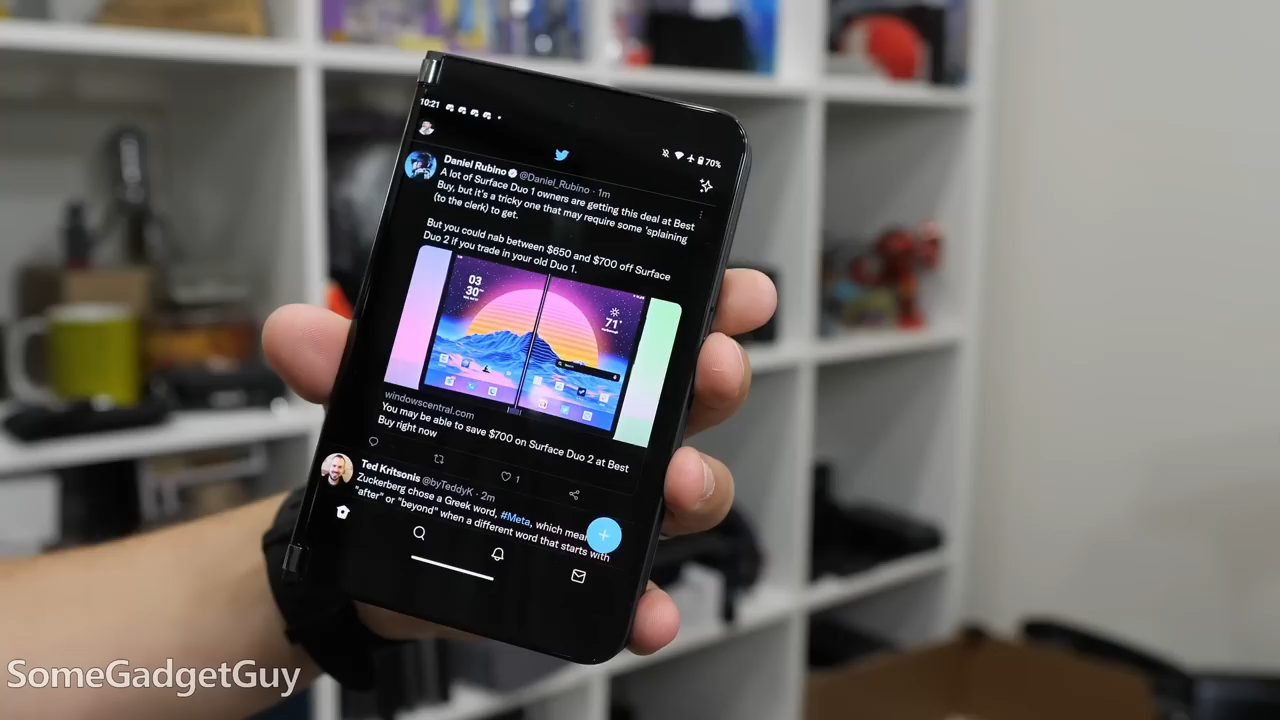 10:21
70%
Daniel Rubino @Daniel_Rubino · 1m
A lot of Surface Duo 1 owners are getting this deal at Best
Buy, but it's a tricky one that may require some 'splaining
(to the clerk) to get.
But you could nab between $650 and $700 off Surface
Duo 2 if you trade in your old Duo 1.
03
30
71°
windowscentral.com
You may be able to save $700 on Surface Duo 2 at Best
Buy right now
1
Ted Kritsonis @byTeddyK · 2m
Zuckerberg chose a Greek word, #Meta, which mea
"after" or "beyond" when a different word that starts with
SomeGadgetGuy